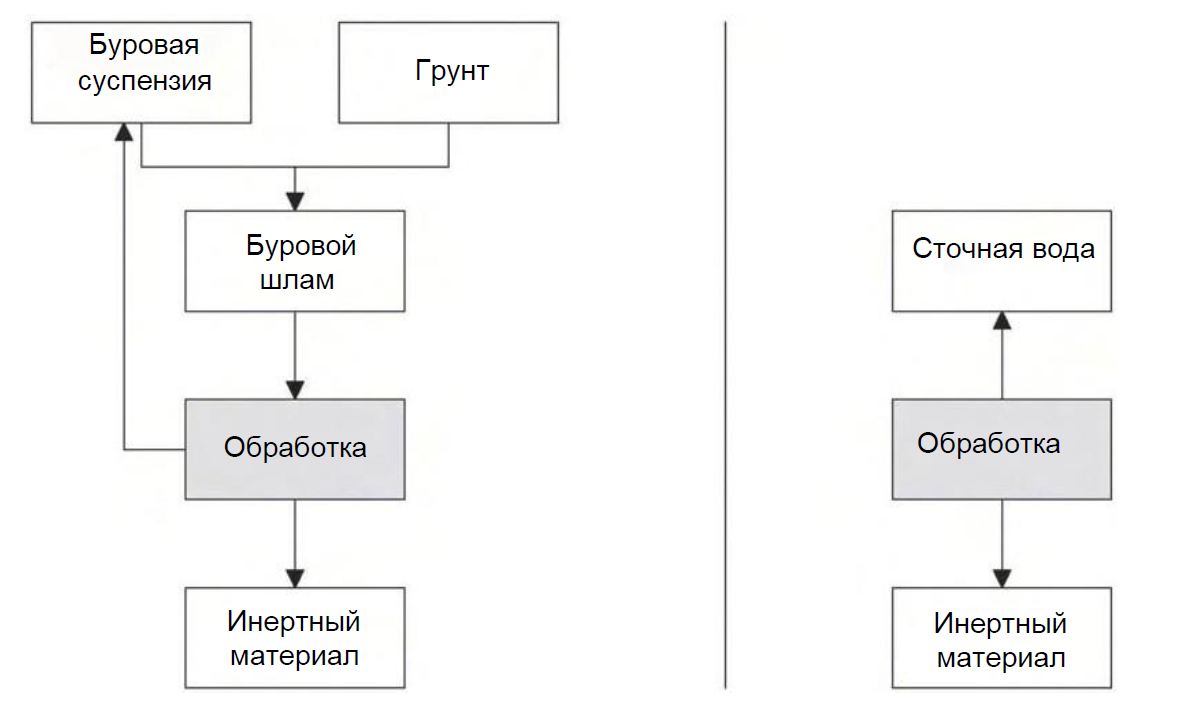 Буровая
суспензия
Грунт
Буровой
шлам
Сточная вода
Обработка
Обработка
Инертный
материал
Инертный
материал